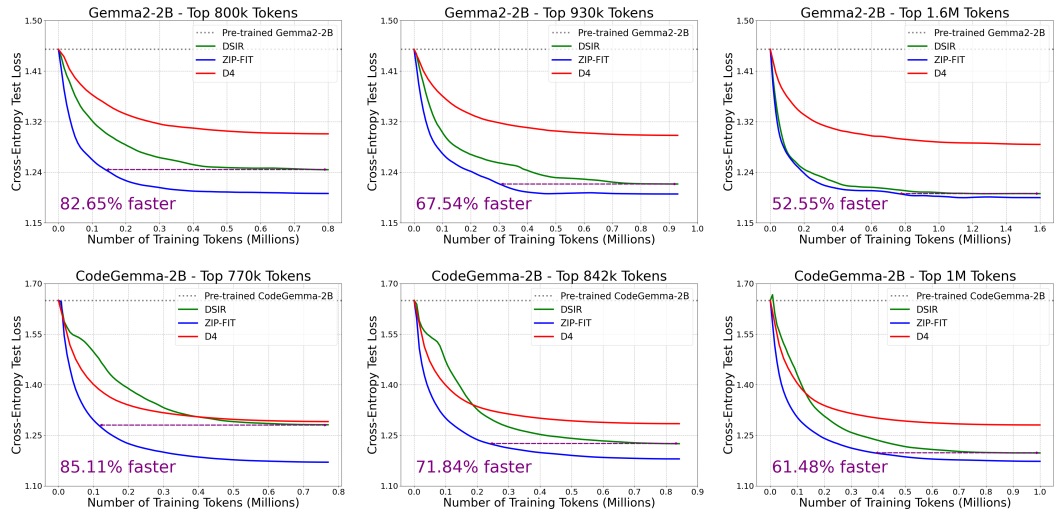 Gemma2-2B - Top 800k Tokens
Cross-Entropy Test Loss
1.50
1.41
1.32
1.24
1.15
Pre-trained Gemma2-2B
DSIR
ZIP-FIT
D4
82.65% faster
0.0 0.1 0.2 0.3 0.4 0.5 0.6 0.7 0.8
Number of Training Tokens (Millions)
Gemma2-2B - Top 930k Tokens
Cross-Entropy Test Loss
1.50
1.41
1.32
1.24
1.15
Pre-trained Gemma2-2B
DSIR
ZIP-FIT
D4
67.54% faster
0.0 0.1 0.2 0.3 0.4 0.5 0.6 0.7 0.8 0.9 1.0
Number of Training Tokens (Millions)
Gemma2-2B - Top 1.6M Tokens
Cross-Entropy Test Loss
1.50
1.41
1.32
1.24
1.15
Pre-trained Gemma2-2B
DSIR
ZIP-FIT
D4
52.55% faster
0.0 0.2 0.4 0.6 0.8 1.0 1.2 1.4 1.6
Number of Training Tokens (Millions)
CodeGemma-2B - Top 770k Tokens
Cross-Entropy Test Loss
1.70
1.55
1.40
1.25
1.10
Pre-trained CodeGemma-2B
DSIR
ZIP-FIT
D4
85.11% faster
0.0 0.1 0.2 0.3 0.4 0.5 0.6 0.7 0.8
Number of Training Tokens (Millions)
CodeGemma-2B - Top 842k Tokens
Cross-Entropy Test Loss
1.70
1.55
1.40
1.25
1.10
Pre-trained CodeGemma-2B
DSIR
ZIP-FIT
D4
71.84% faster
0.0 0.1 0.2 0.3 0.4 0.5 0.6 0.7 0.8 0.9
Number of Training Tokens (Millions)
CodeGemma-2B - Top 1M Tokens
Cross-Entropy Test Loss
1.70
1.55
1.40
1.25
1.10
Pre-trained CodeGemma-2B
DSIR
ZIP-FIT
D4
61.48% faster
0.0 0.1 0.2 0.3 0.4 0.5 0.6 0.7 0.8 0.9 1.0
Number of Training Tokens (Millions)